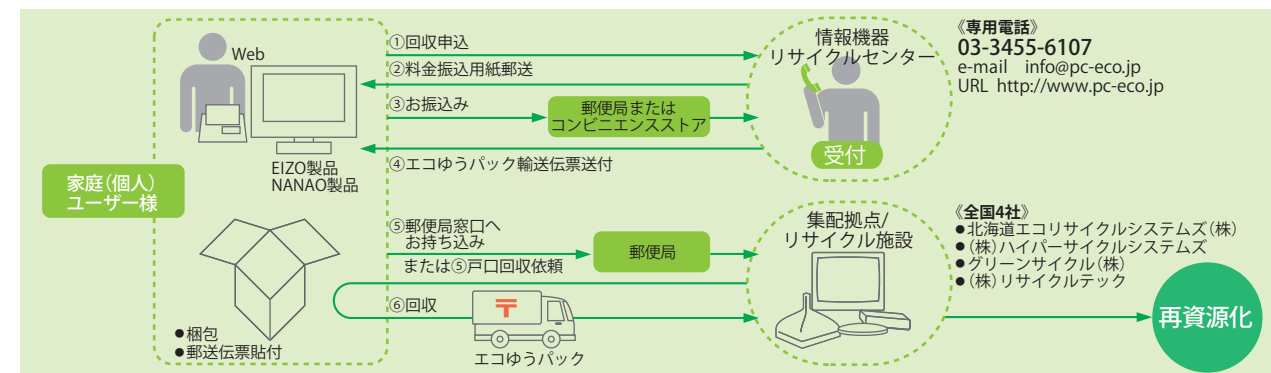 家庭(個人)
ユーザー様
Web
EIZO製品
NANAO製品
●梱包
●郵送伝票貼付
①回収申込
②料金振込用紙郵送
③お振込み
郵便局または
コンビニエンスストア
④エコゆうパック輸送伝票送付
情報機器
リサイクルセンター
受付
《専用電話》
03-3455-6107
e-mail info@pc-eco.jp
URL http://www.pc-eco.jp
⑤郵便局窓口へ
お持ち込み
または⑤戸口回収依頼
郵便局
⑥回収
〒
エコゆうパック
集配拠点/
リサイクル施設
《全国4社》
●北海道エコリサイクルシステムズ(株)
●(株)ハイパーサイクルシステムズ
●グリーンサイクル(株)
●(株)リサイクルテック
再資源化